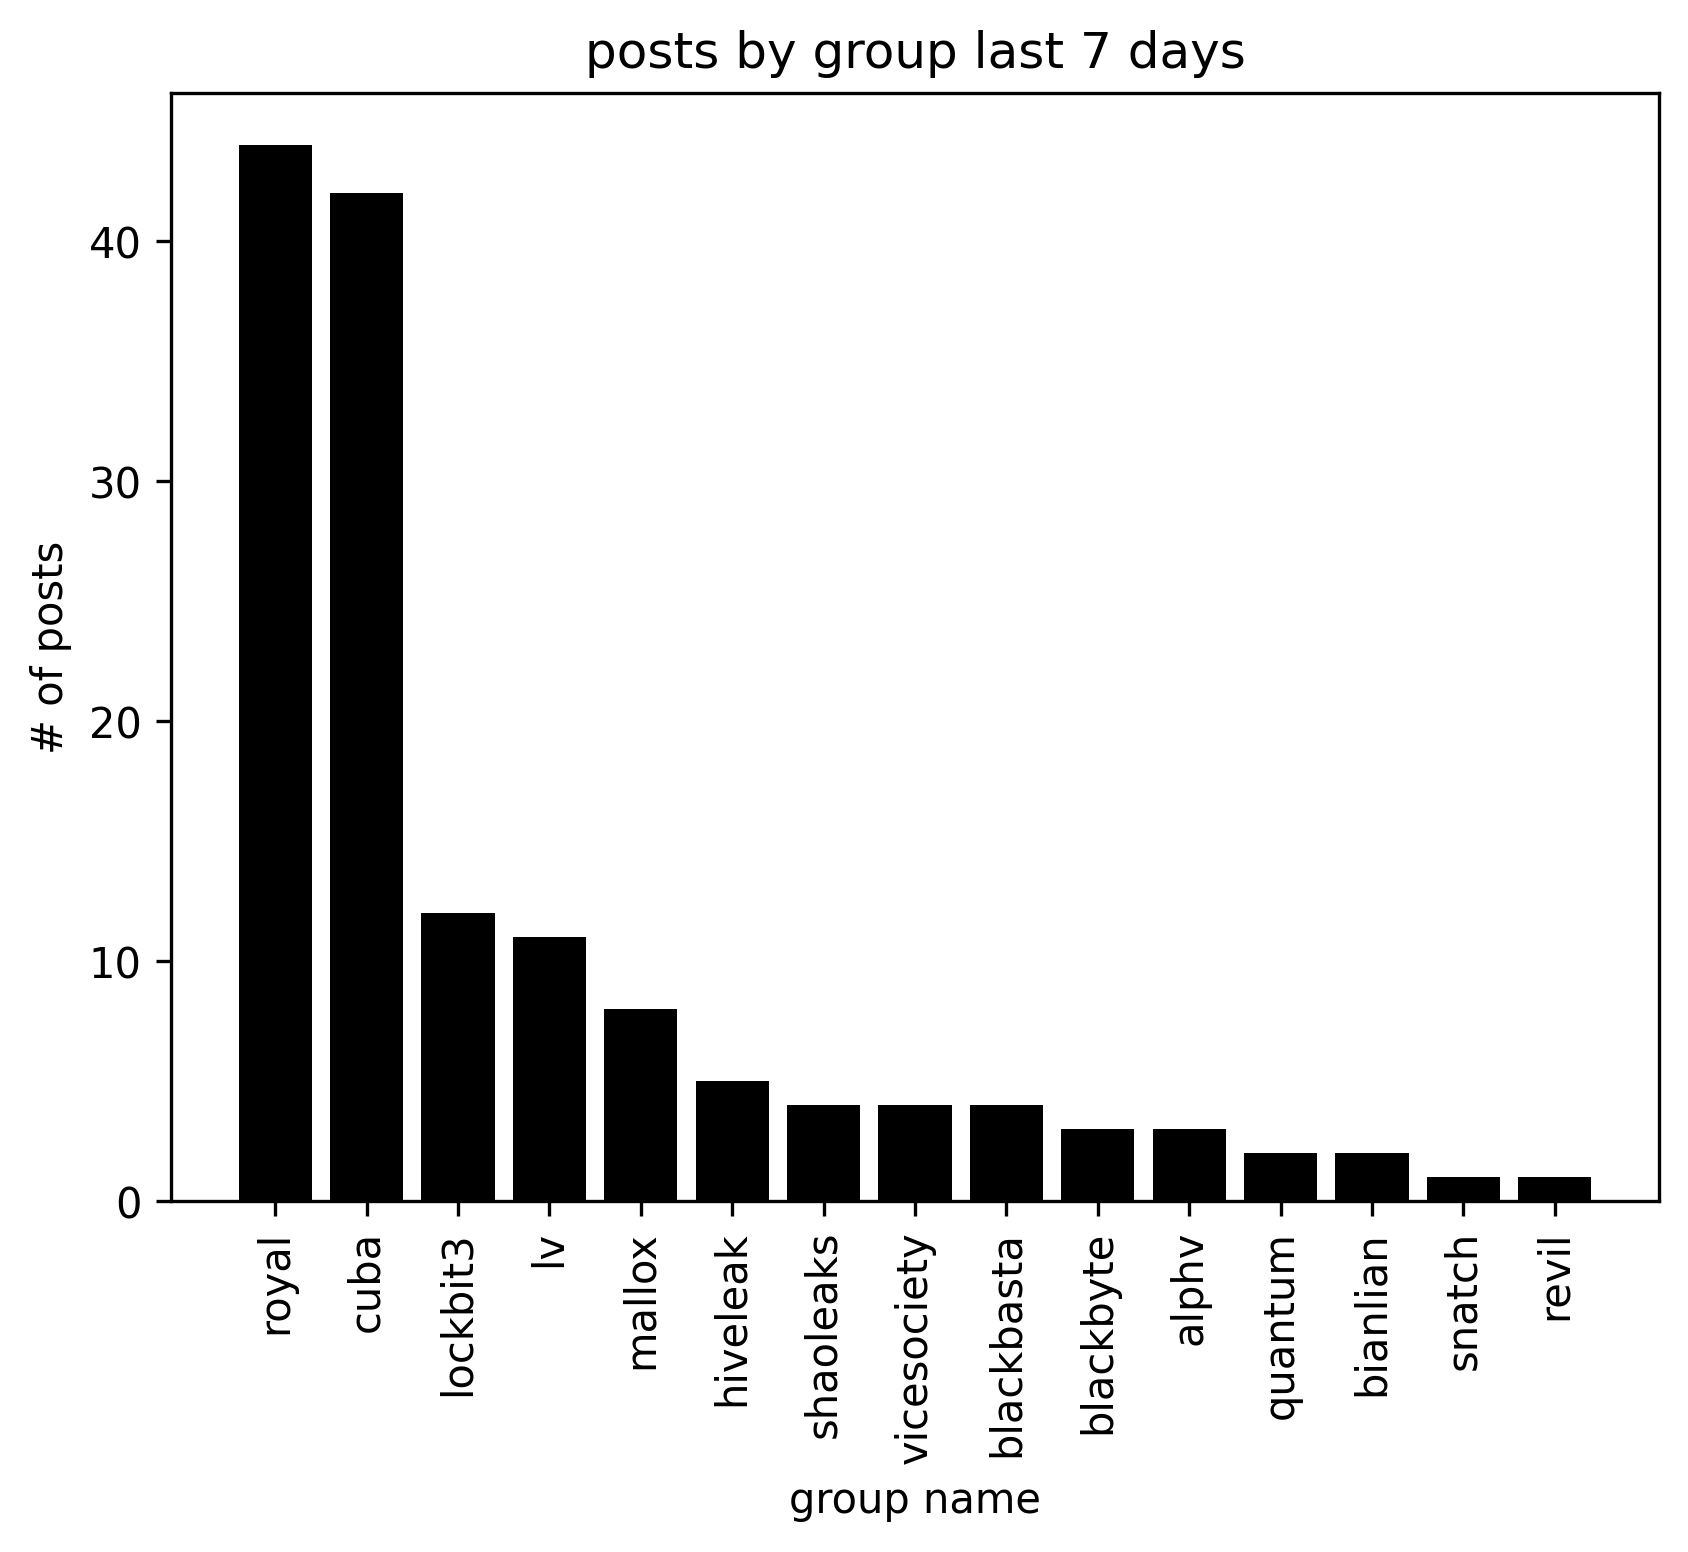 posts by group last 7 days
# of posts
40
30
20
10
0
royal
cuba
lockbit3
lv
mallox
hiveleak
shaoleaks
vicesociety
blackbasta
blackbyte
alphv
quantum
bianlian
snatch
revil
group name